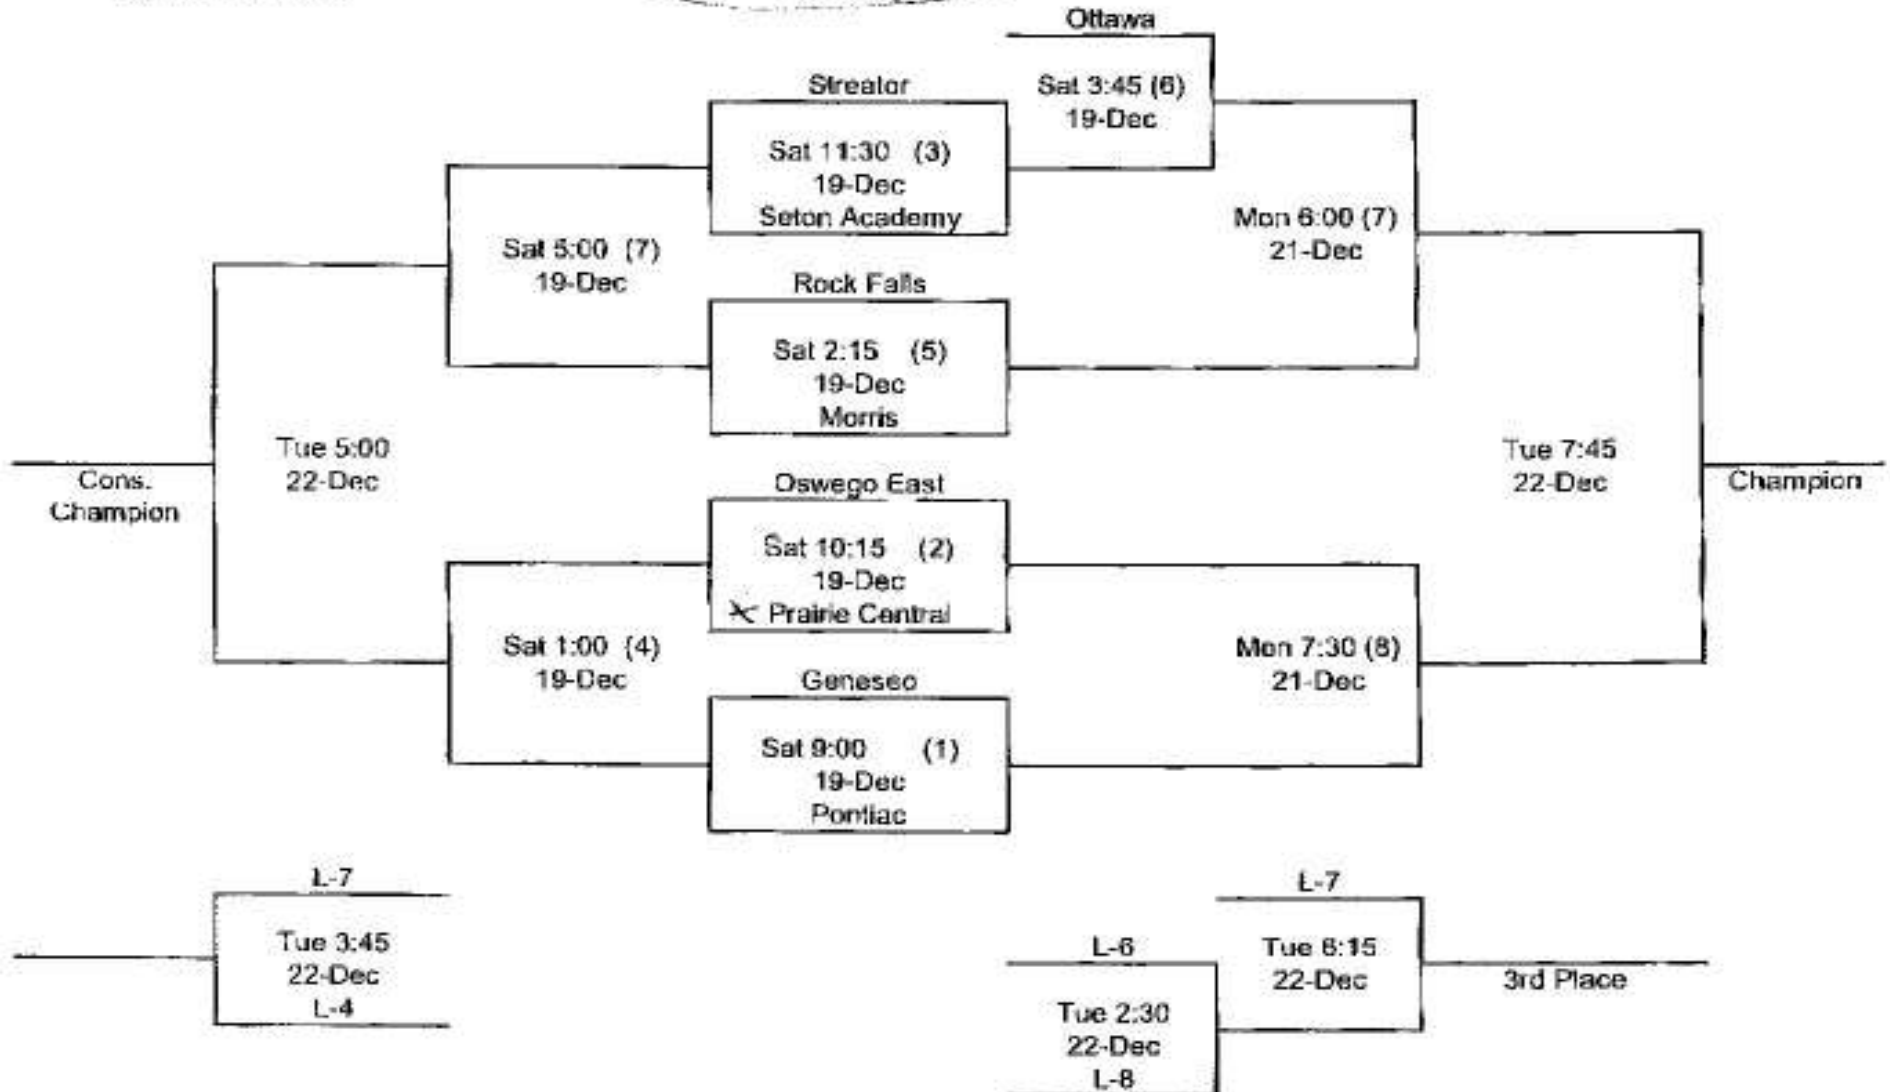 Ottawa
Streator
Sat 3:45 (6)
19-Dec
Sat 11:30 (3)
19-Dec
Seton Academy
Mon 6:00 (7)
21-Dec
Sat 5:00 (7)
19-Dec
Rock Falls
Sat 2:15 (5)
19-Dec
Morris
Tue 5:00
22-Dec
Tue 7:45
22-Dec
Cons.
Champion
Champion
Oswego East
Sat 10:15 (2)
19-Dec
Prairie Central
Sat 1:00 (4)
19-Dec
Mon 7:30 (8)
21-Dec
Geneseo
Sat 9:00 (1)
19-Dec
Pontiac
L-7
Tue 3:45
22-Dec
L-4
L-7
L-6
Tue 6:15
22-Dec
3rd Place
Tue 2:30
22-Dec
L-8